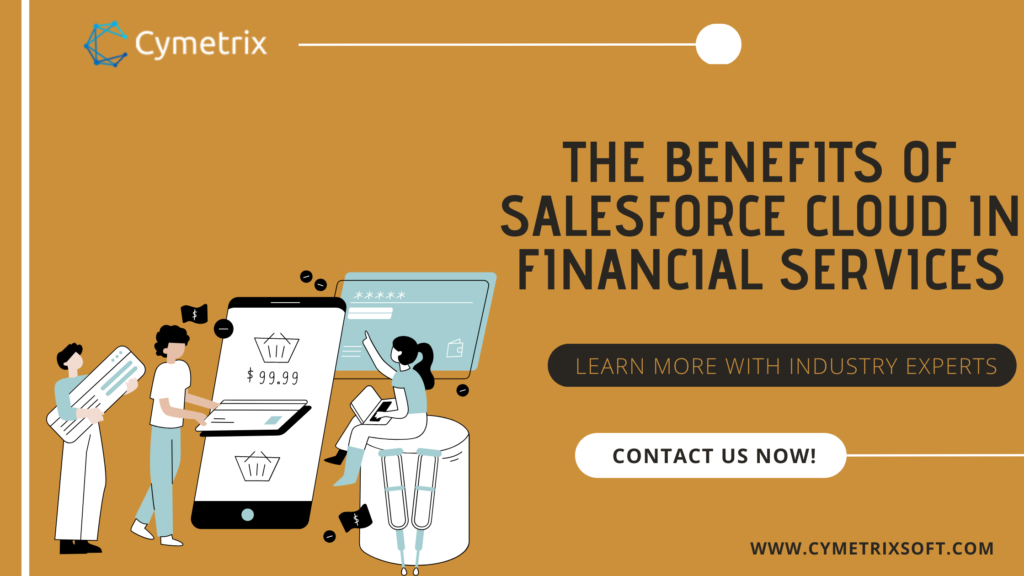 Cymetrix
THE BENEFITS OF
SALESFORCE CLOUD IN
FINANCIAL SERVICES
*****
$
$99.99
LEARN MORE WITH INDUSTRY EXPERTS
CONTACT US NOW!
$
WWW.CYMETRIXSOFT.COM